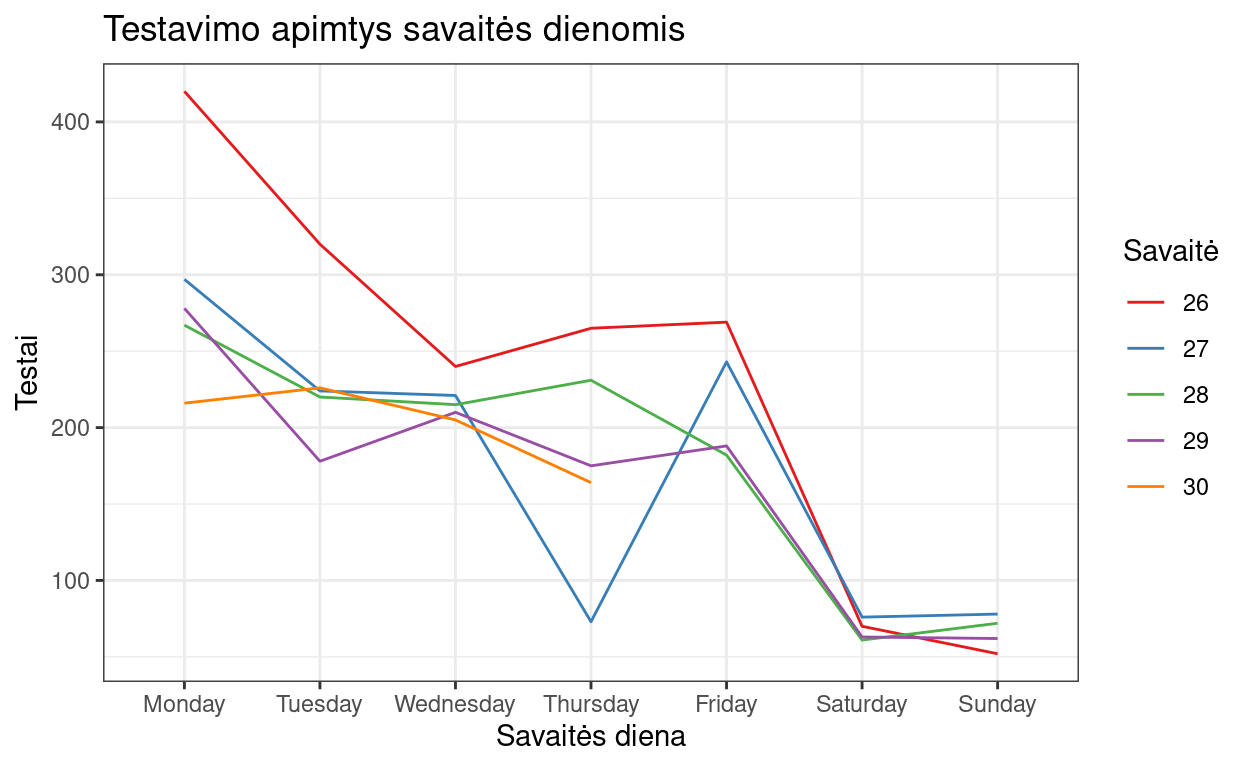 Testavimo apimtys savaitės dienomis
Testai
400
300
200
100
Monday Tuesday Wednesday Thursday Friday Saturday Sunday
Savaitės diena
Savaitė
26
27
28
29
30